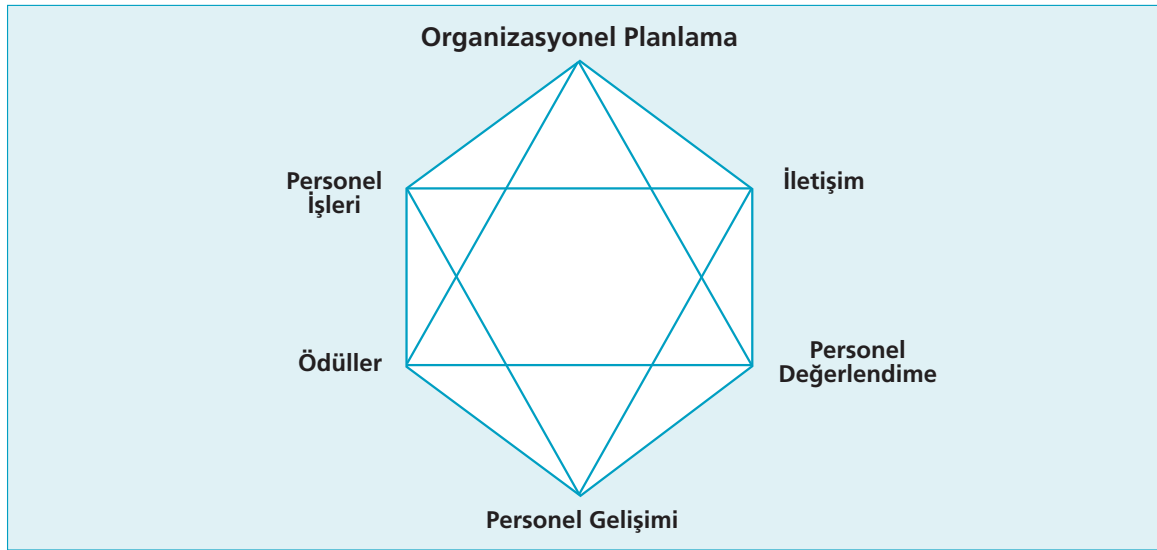 Organizasyonel Planlama
Personel
İşleri
İletişim
Ödüller
Personel
Değerlendime
Personel Gelişimi